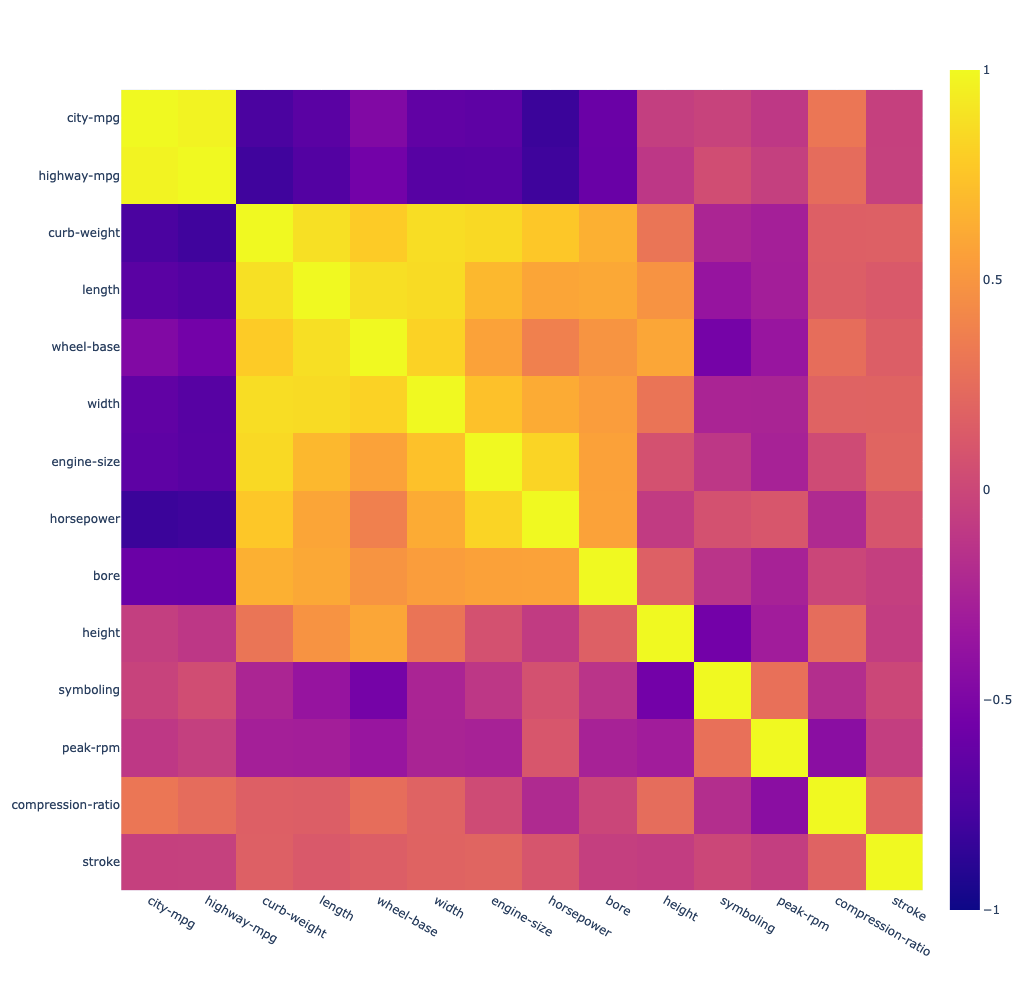 city-mpg
highway-mpg
curb-weight
length
wheel-base
width
engine-size
horsepower
bore
height
symboling
peak-rpm
compression-ratio
stroke
city-mpg
highway-mpg
curb-weight
length
wheel-base
width
engine-size
horsepower
bore
height
symboling
peak-rpm
compression-ratio
stroke
1
0.5
0
−0.5
−1